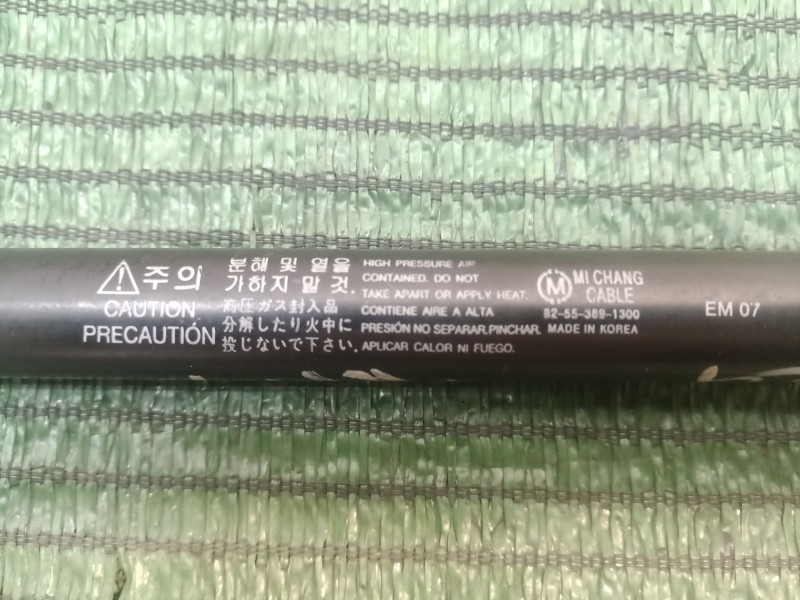 주의
CAUTION
PRECAUTIÓN
분해 및 열을
가하지 말 것.
高圧ガス封入品
分解したり火中に
投じないで下さい.
HIGH PRESSURE AIR
CONTAINED. DO NOT
TAKE APART OR APPLY HEAT.
CONTIENE AIRE A ALTA
PRESIÓN NO SEPARAR.PINCHAR.
APLICAR CALOR NI FUEGO.
M
MI CHANG
CABLE
82-55-389-1300
MADE IN KOREA
EM 07